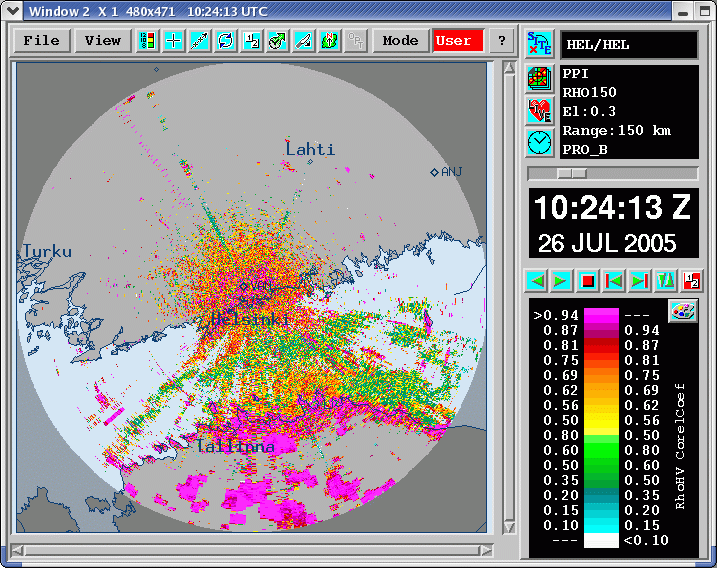 Window 2 X 1 480x471 10:24:13 UTC
File View Mode User ?
SITE
HEL/HEL
PPI
RHO150
El:0.3
Range:150 km
PRO_B
10:24:13 Z
26 JUL 2005
Lahti
ANJ
Turku
Helsinki
Tallinna
>0.94 ---
0.87 0.94
0.81 0.87
0.75 0.81
0.69 0.75
0.62 0.69
0.56 0.62
0.50 0.56
0.80 0.50
0.60 0.80
0.50 0.60
0.35 0.50
0.20 0.35
0.15 0.20
0.10 0.15
--- <0.10
RhoHV CorelCoef